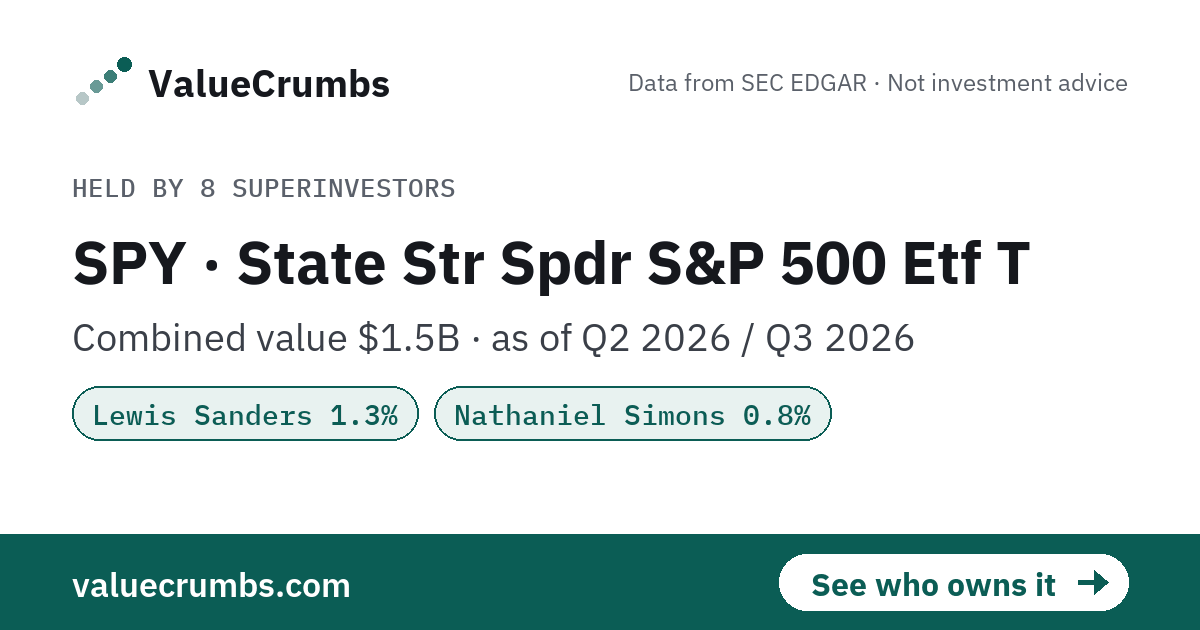 ValueCrumbs
Data from SEC EDGAR · Not investment advice
HELD BY 8 SUPERINVESTORS
SPY · State Str Spdr S&P 500 Etf T
Combined value $1.5B · as of Q2 2026 / Q3 2026
Lewis Sanders 1.3%
Nathaniel Simons 0.8%
valuecrumbs.com
See who owns it →